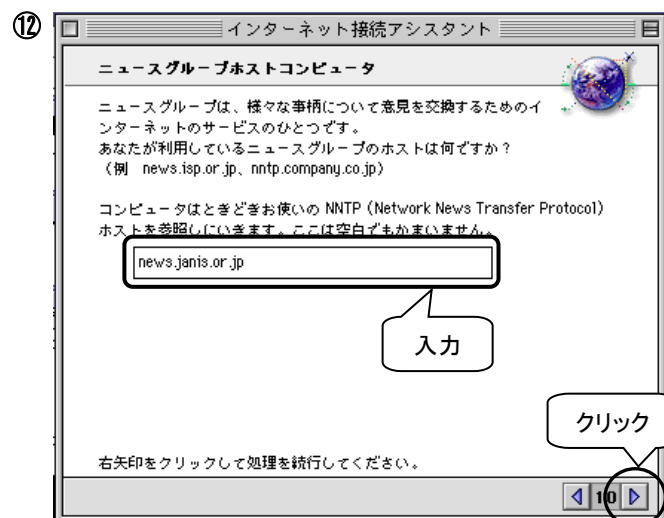 ⑫
インターネット接続アシスタント
ニュースグループホストコンピュータ
ニュースグループは、様々な事柄について意見を交換するためのイ
ンターネットのサービスのひとつです。
あなたが利用しているニュースグループのホストは何ですか？
（例　news.isp.or.jp、nntp.company.co.jp）
コンピュータはときどきお使いの NNTP（Network News Transfer Protocol）
ホストを参照しにいきます。ここは空白でもかまいません。
news.janis.or.jp
入力
クリック
右矢印をクリックして処理を続行してください。
10